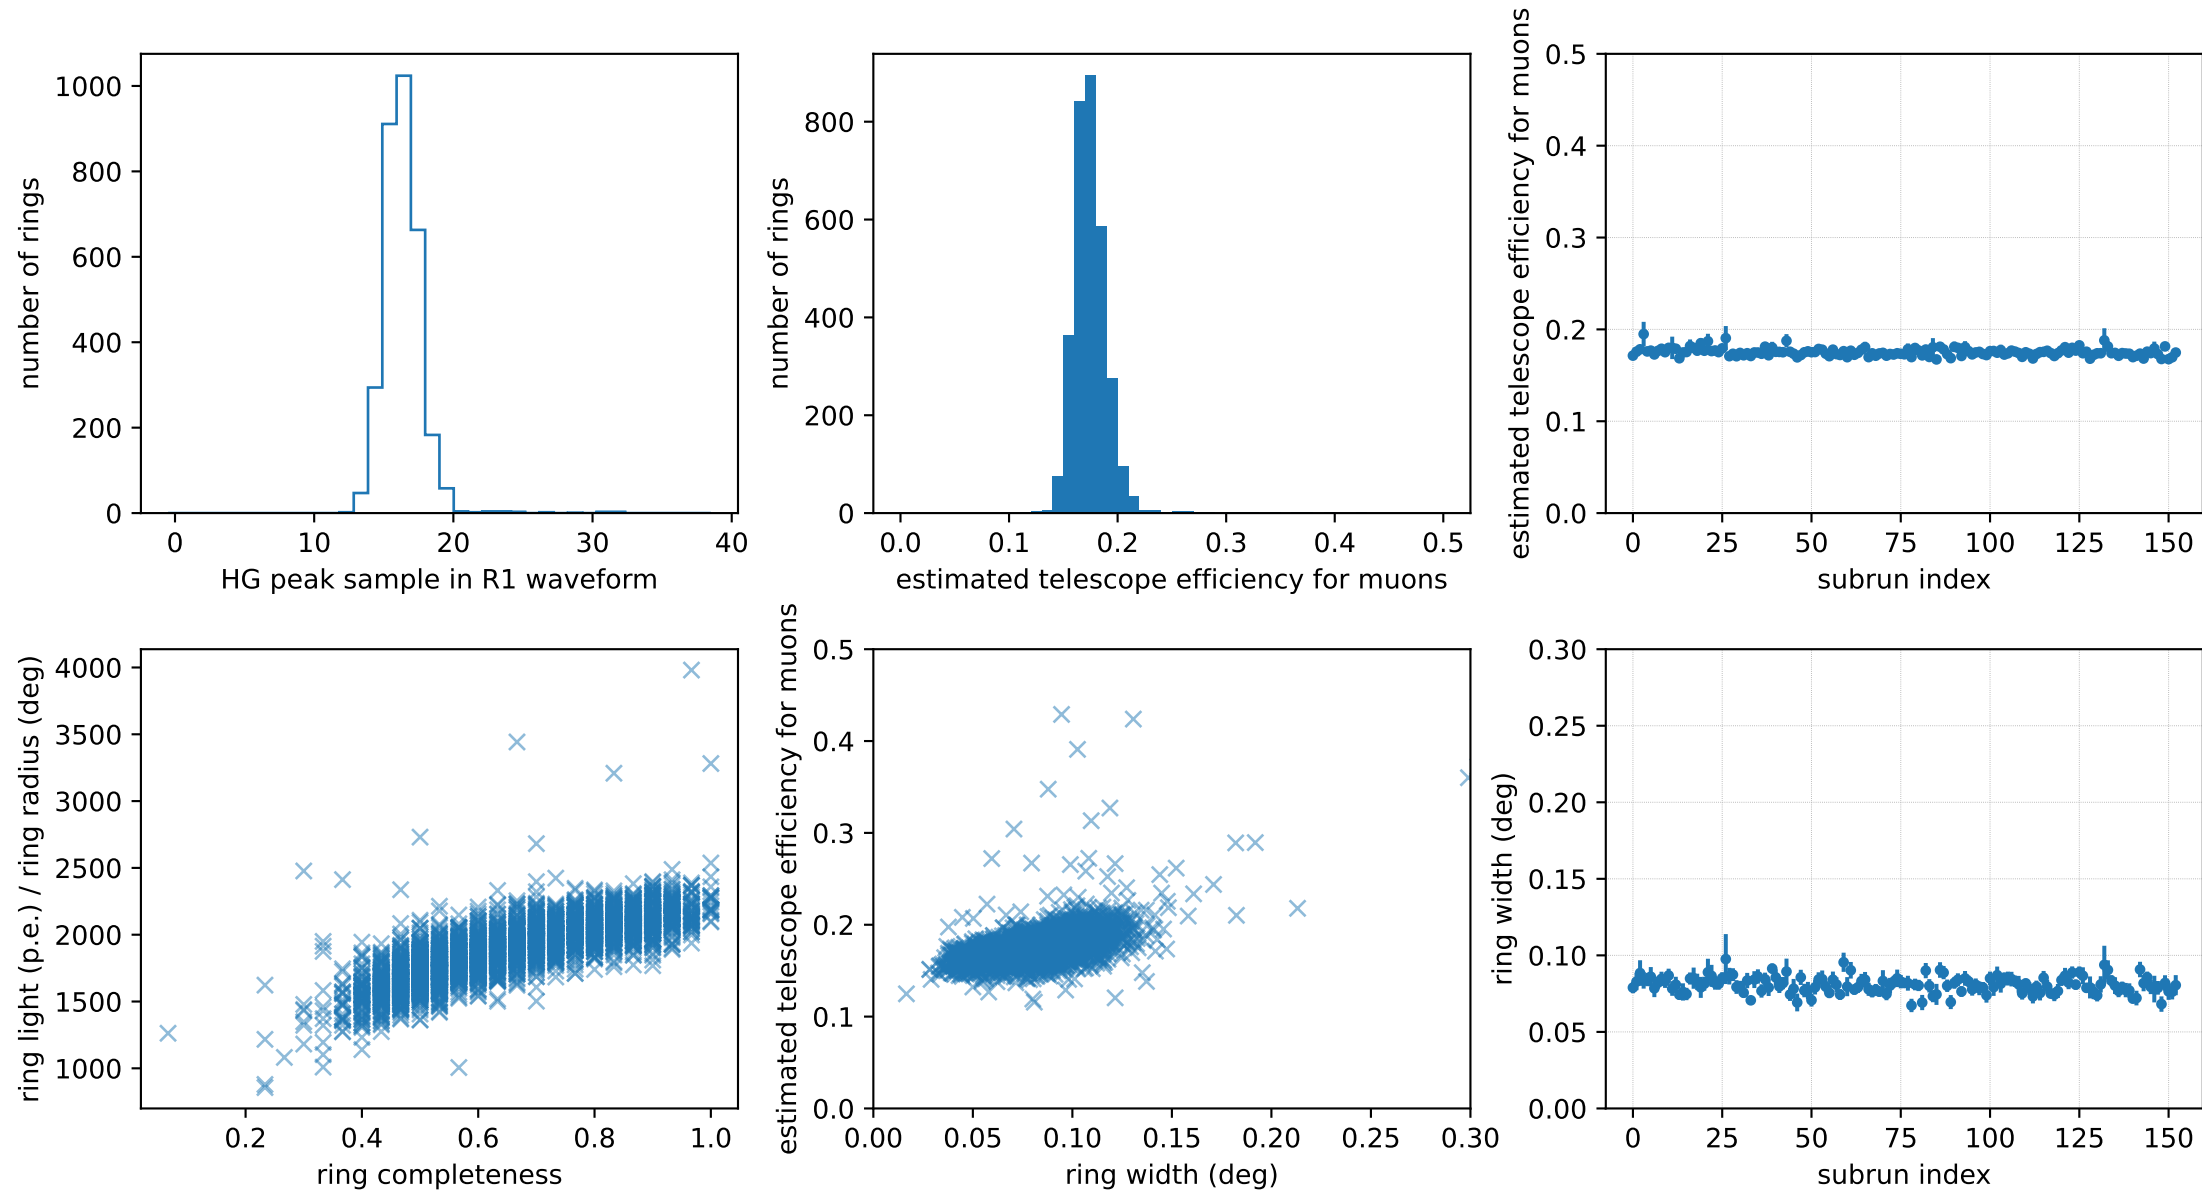 number of rings
1000
800
600
400
200
0
0 10 20 30 40
HG peak sample in R1 waveform
number of rings
800
600
400
200
0
0.0 0.1 0.2 0.3 0.4 0.5
estimated telescope efficiency for muons
estimated telescope efficiency for muons
0.5
0.4
0.3
0.2
0.1
0.0
0 25 50 75 100 125 150
subrun index
ring light (p.e.) / ring radius (deg)
4000
3500
3000
2500
2000
1500
1000
0.2 0.4 0.6 0.8 1.0
ring completeness
estimated telescope efficiency for muons
0.5
0.4
0.3
0.2
0.1
0.0
0.00 0.05 0.10 0.15 0.20 0.25 0.30
ring width (deg)
ring width (deg)
0.30
0.25
0.20
0.15
0.10
0.05
0.00
0 25 50 75 100 125 150
subrun index